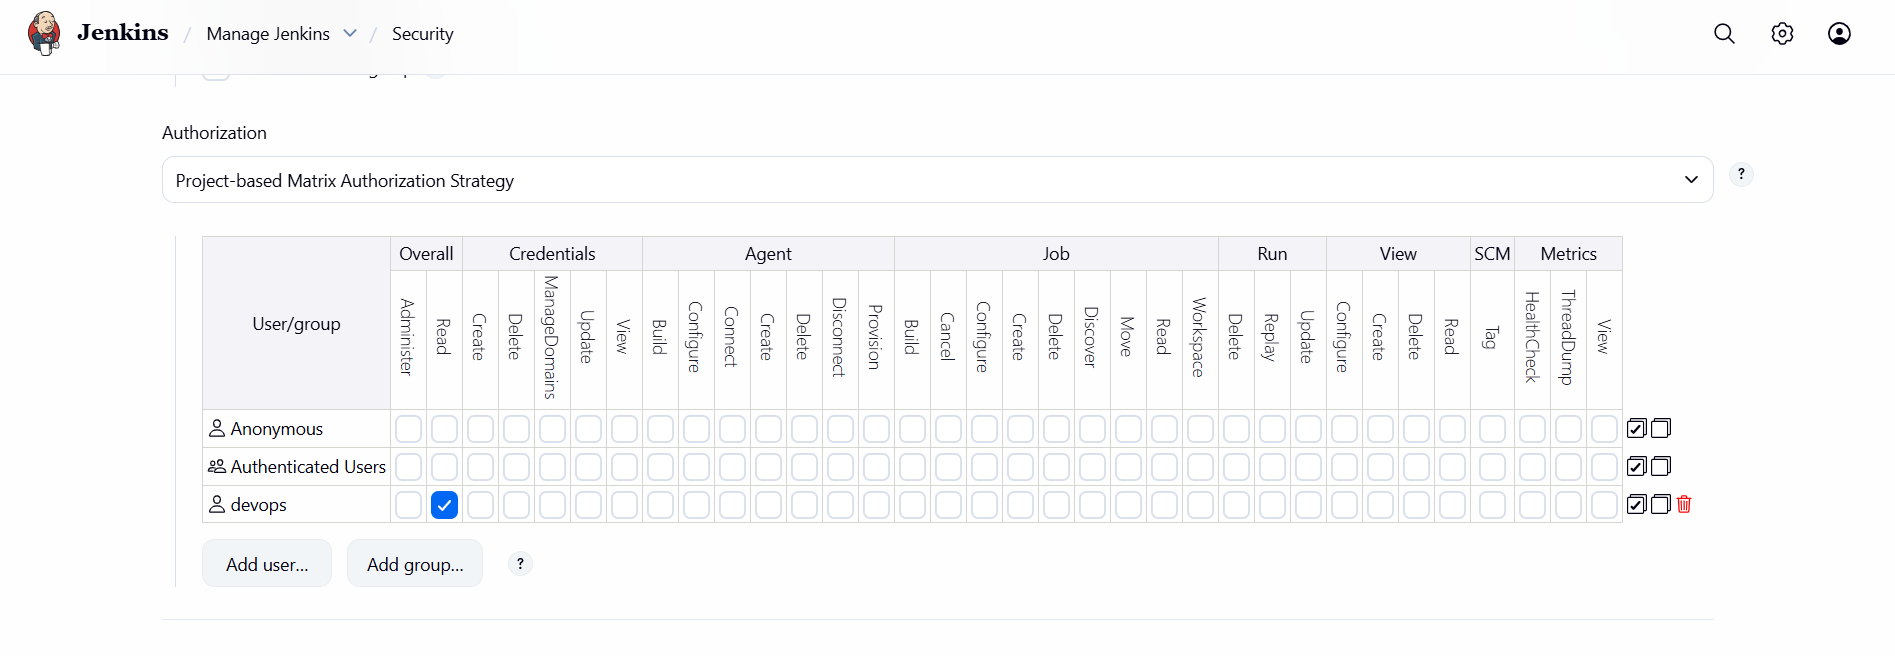 Jenkins / Manage Jenkins / Security
Authorization
Project-based Matrix Authorization Strategy
?
User/group
Overall Credentials Agent Job Run View SCM Metrics
Administer Read Create Delete ManageDomains Update View Build Configure Connect Create Delete Disconnect Provision Build Cancel Configure Create Delete Discover Move Read Workspace Delete Replay Update Configure Create Delete Read Tag HealthCheck ThreadDump View
Anonymous
Authenticated Users
devops
Add user... Add group... ?